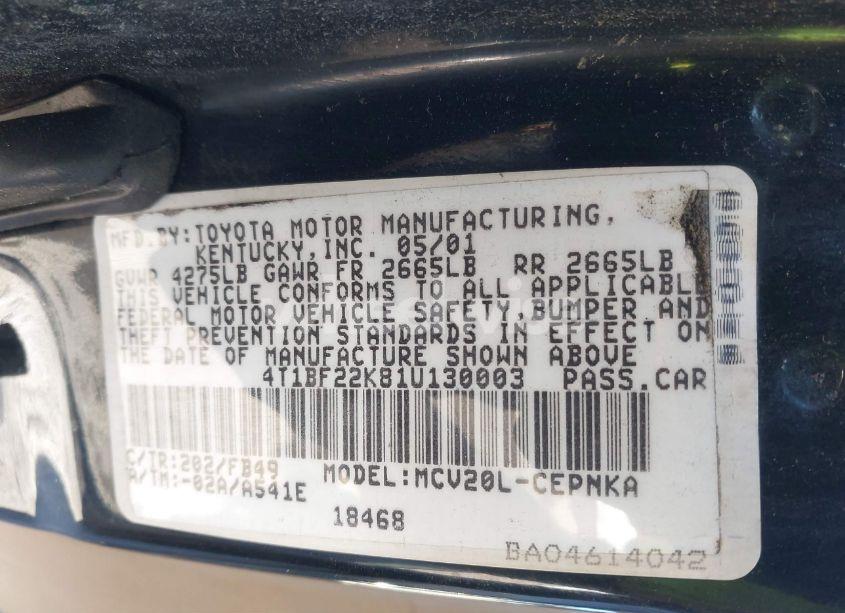 MFD.BY:TOYOTA MOTOR MANUFACTURING,
KENTUCKY,INC. 05/01
GVWR 4275LB GAWR FR 2665LB RR 2665LB
THIS VEHICLE CONFORMS TO ALL APPLICABLE
FEDERAL MOTOR VEHICLE SAFETY,BUMPER AND
THEFT PREVENTION STANDARDS IN EFFECT ON
THE DATE OF MANUFACTURE SHOWN ABOVE
4T1BF22K81U130003 PASS.CAR
C/TR:202/FB49
A/TM:-02A/A541E
MODEL:MCV20L-CEPNKA
18468
BA04614042